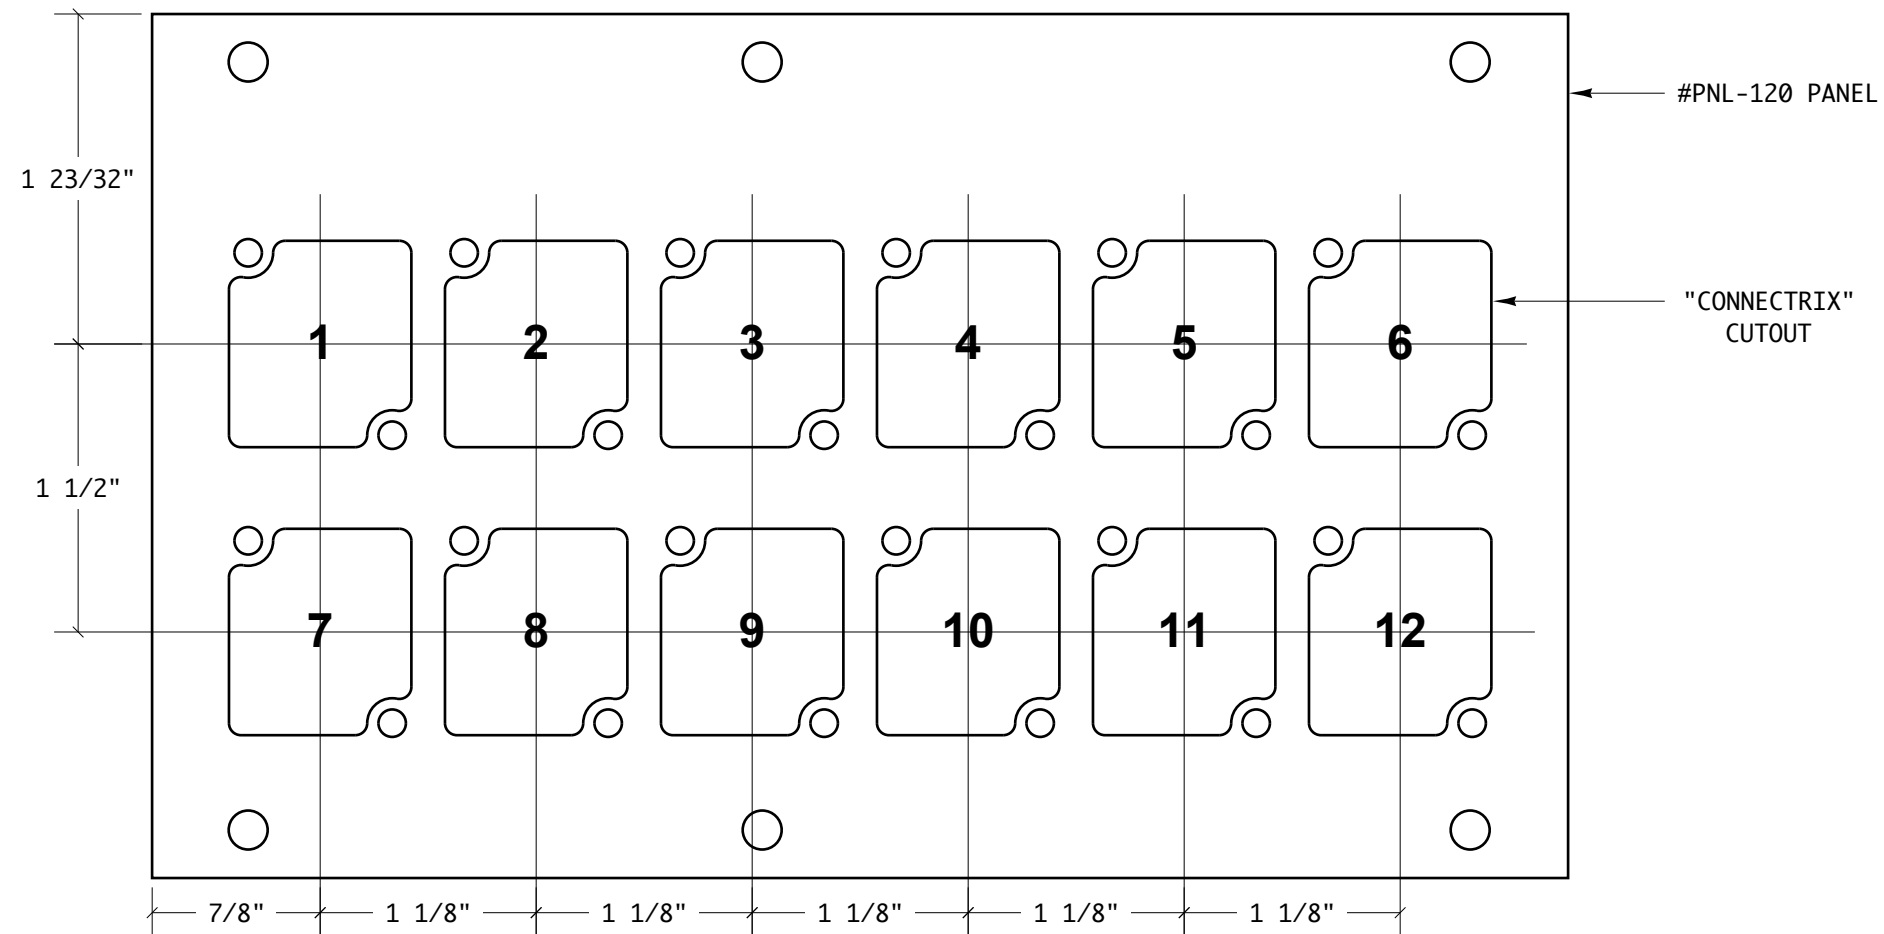 #PNL-120 PANEL
1 23/32"
"CONNECTRIX"
CUTOUT
1 2 3 4 5 6
1 1/2"
7 8 9 10 11 12
7/8" 1 1/8" 1 1/8" 1 1/8" 1 1/8" 1 1/8"